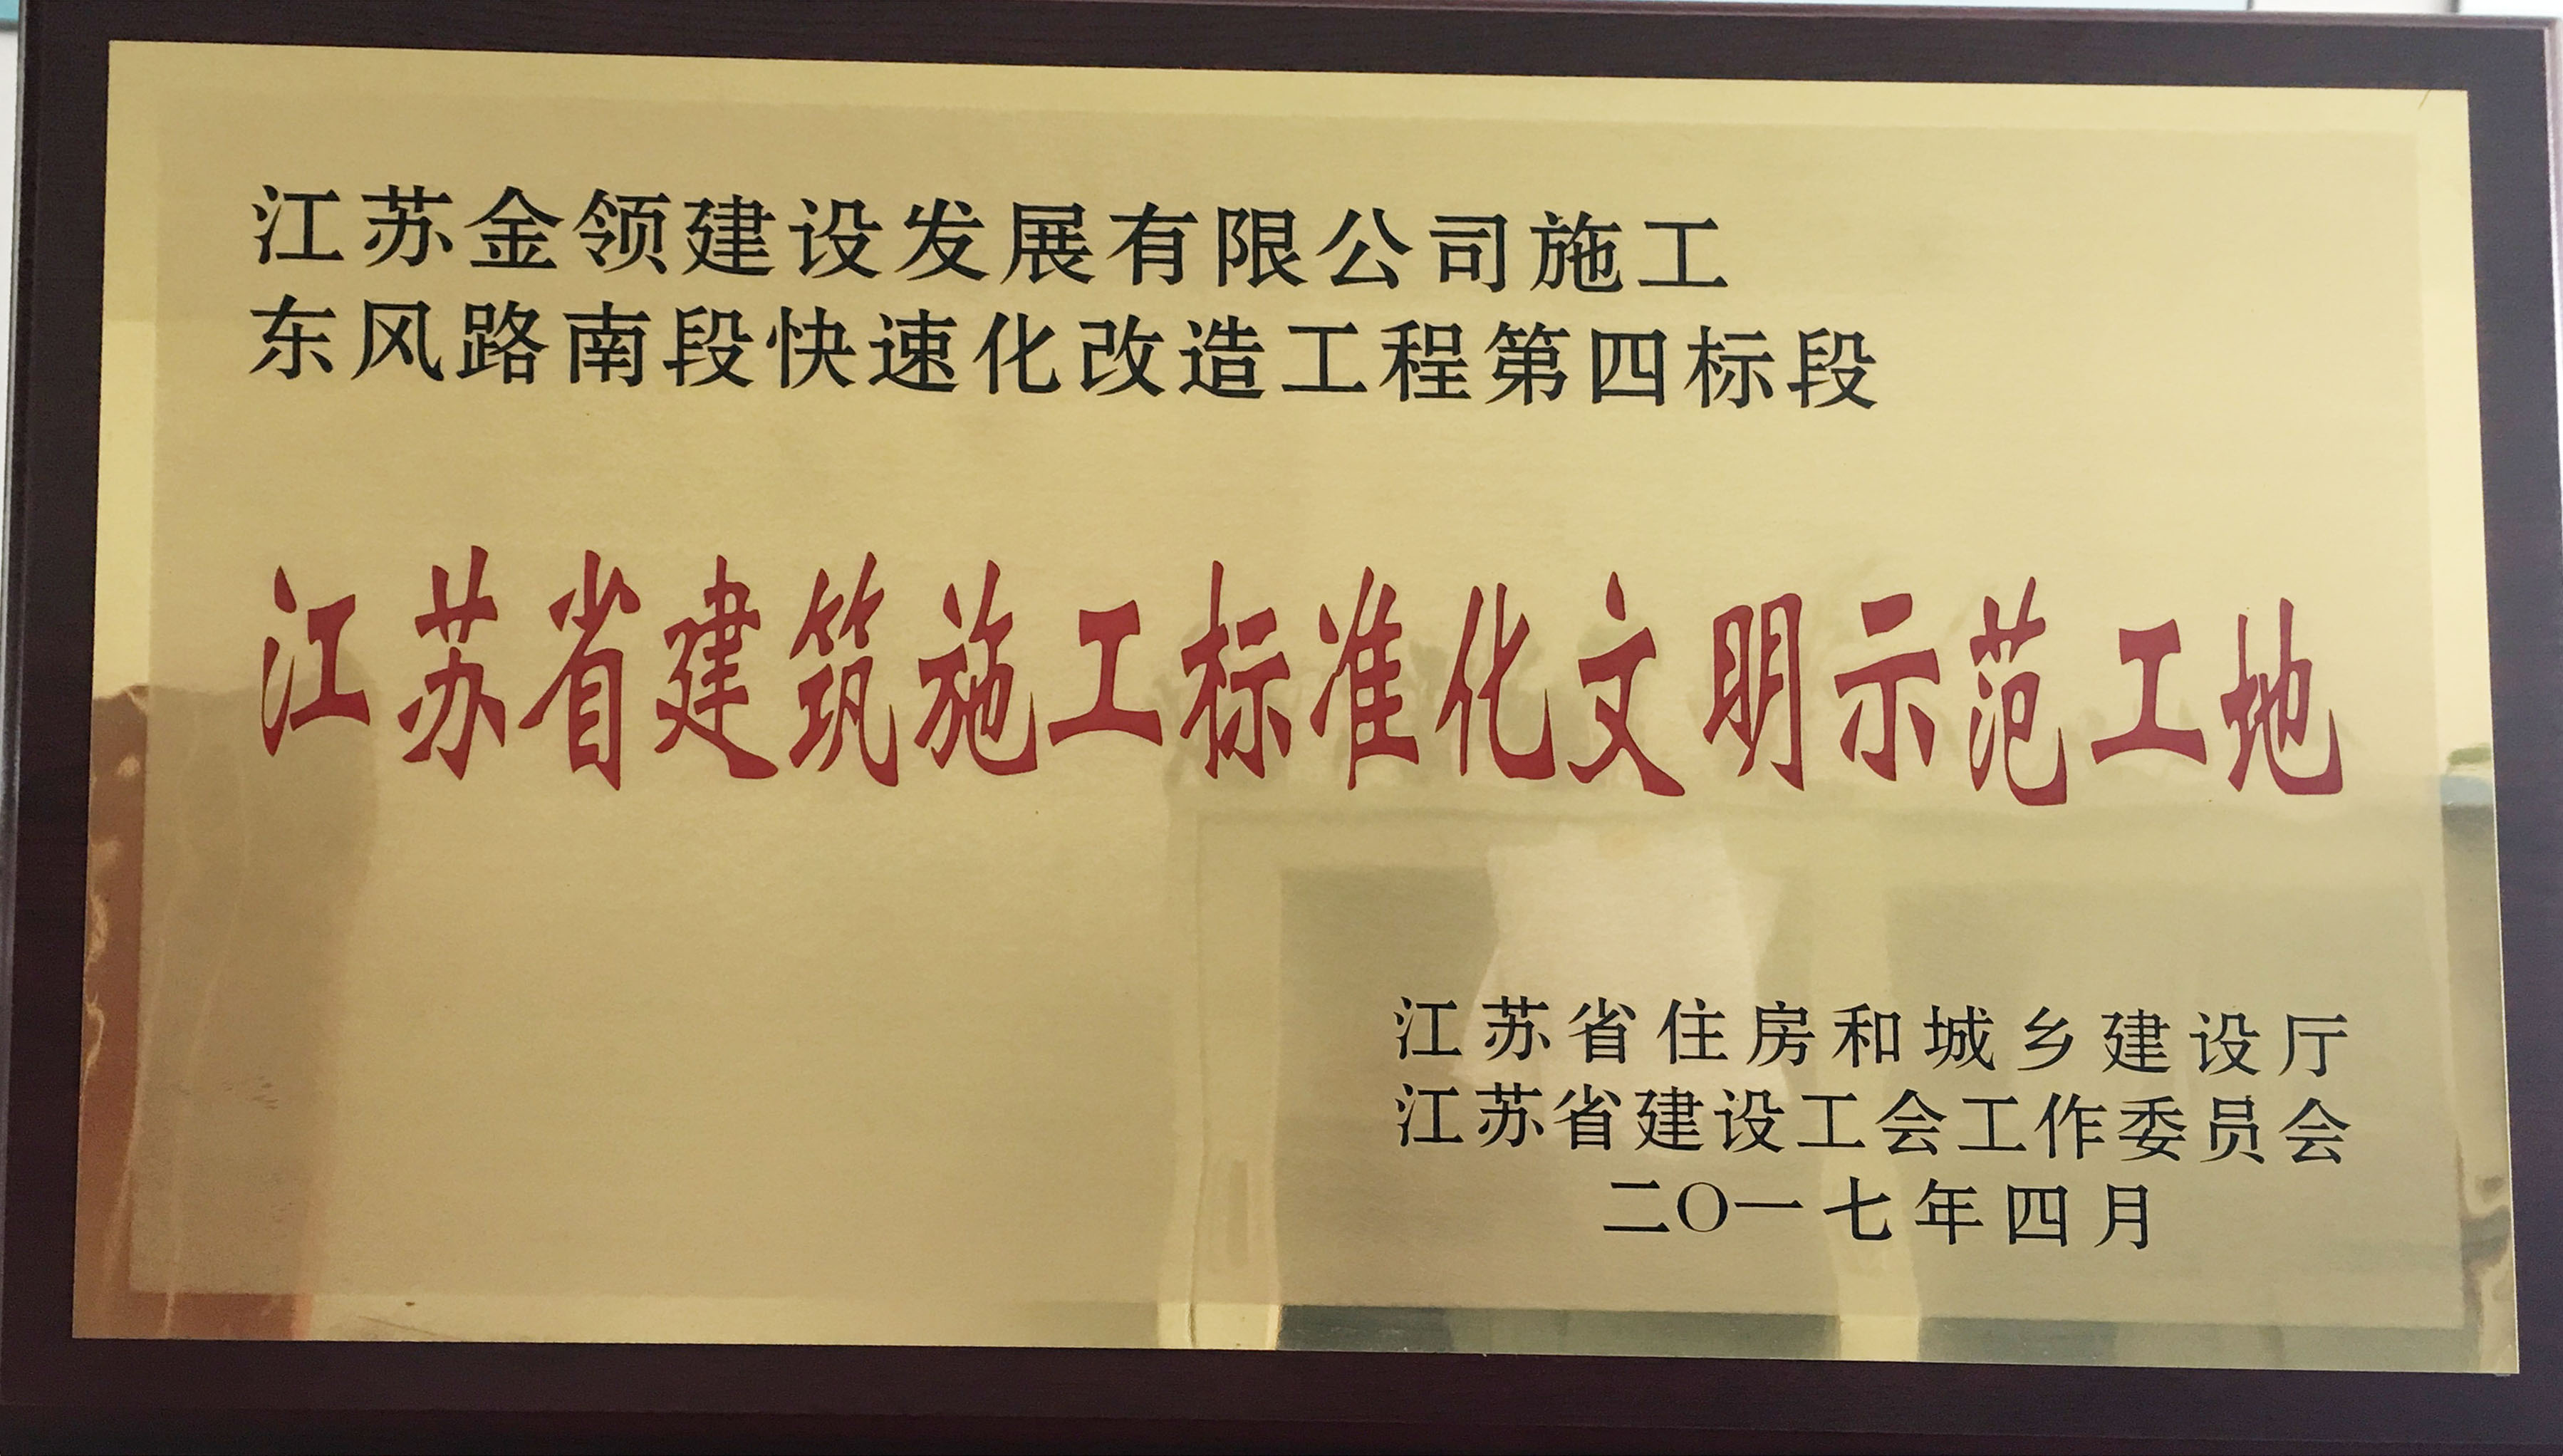 江苏金领建设发展有限公司施工
东风路南段快速化改造工程第四标段
江苏省建筑施工标准化文明示范工地
江苏省住房和城乡建设厅
江苏省建设工会工作委员会
二〇一七年四月